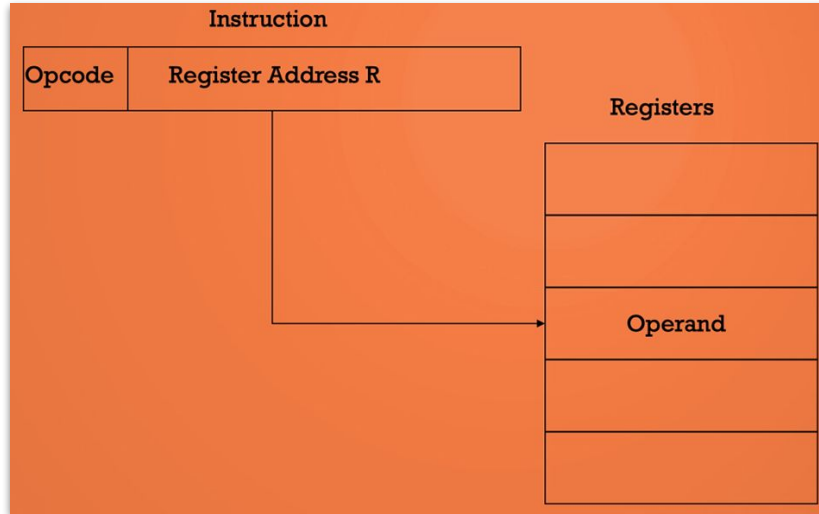 Instruction
Opcode
Register Address R
Registers
Operand